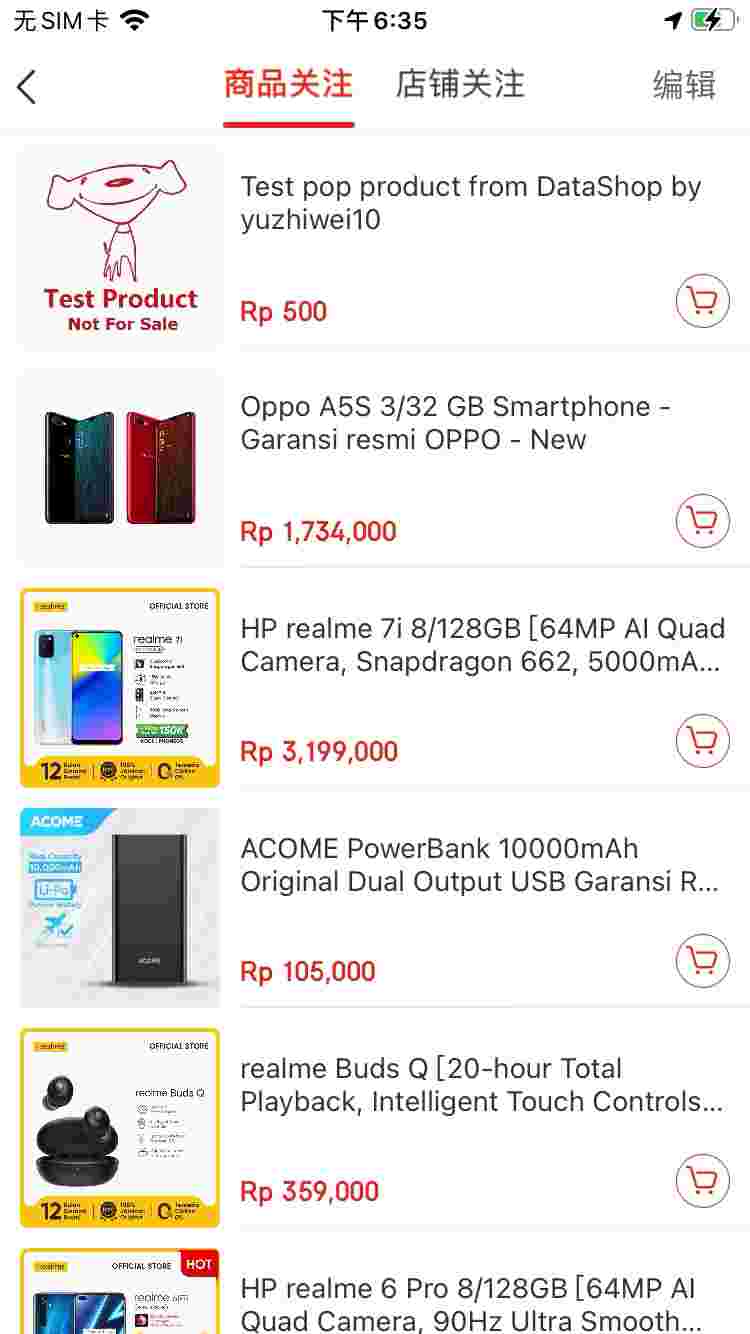 无SIM卡 下午6:35
商品关注 店铺关注 编辑
Test Product
Not For Sale
Test pop product from DataShop by
yuzhiwei10
Rp 500
Oppo A5S 3/32 GB Smartphone -
Garansi resmi OPPO - New
Rp 1,734,000
realme OFFICIAL STORE
realme 7i
12
HP realme 7i 8/128GB [64MP AI Quad
Camera, Snapdragon 662, 5000mA...
Rp 3,199,000
ACOME
10.000mAh
Li-Po
ACOME
ACOME PowerBank 10000mAh
Original Dual Output USB Garansi R...
Rp 105,000
realme OFFICIAL STORE
realme Buds Q
12
realme Buds Q [20-hour Total
Playback, Intelligent Touch Controls...
Rp 359,000
realme OFFICIAL STORE HOT
HP realme 6 Pro 8/128GB [64MP AI
Quad Camera, 90Hz Ultra Smooth...